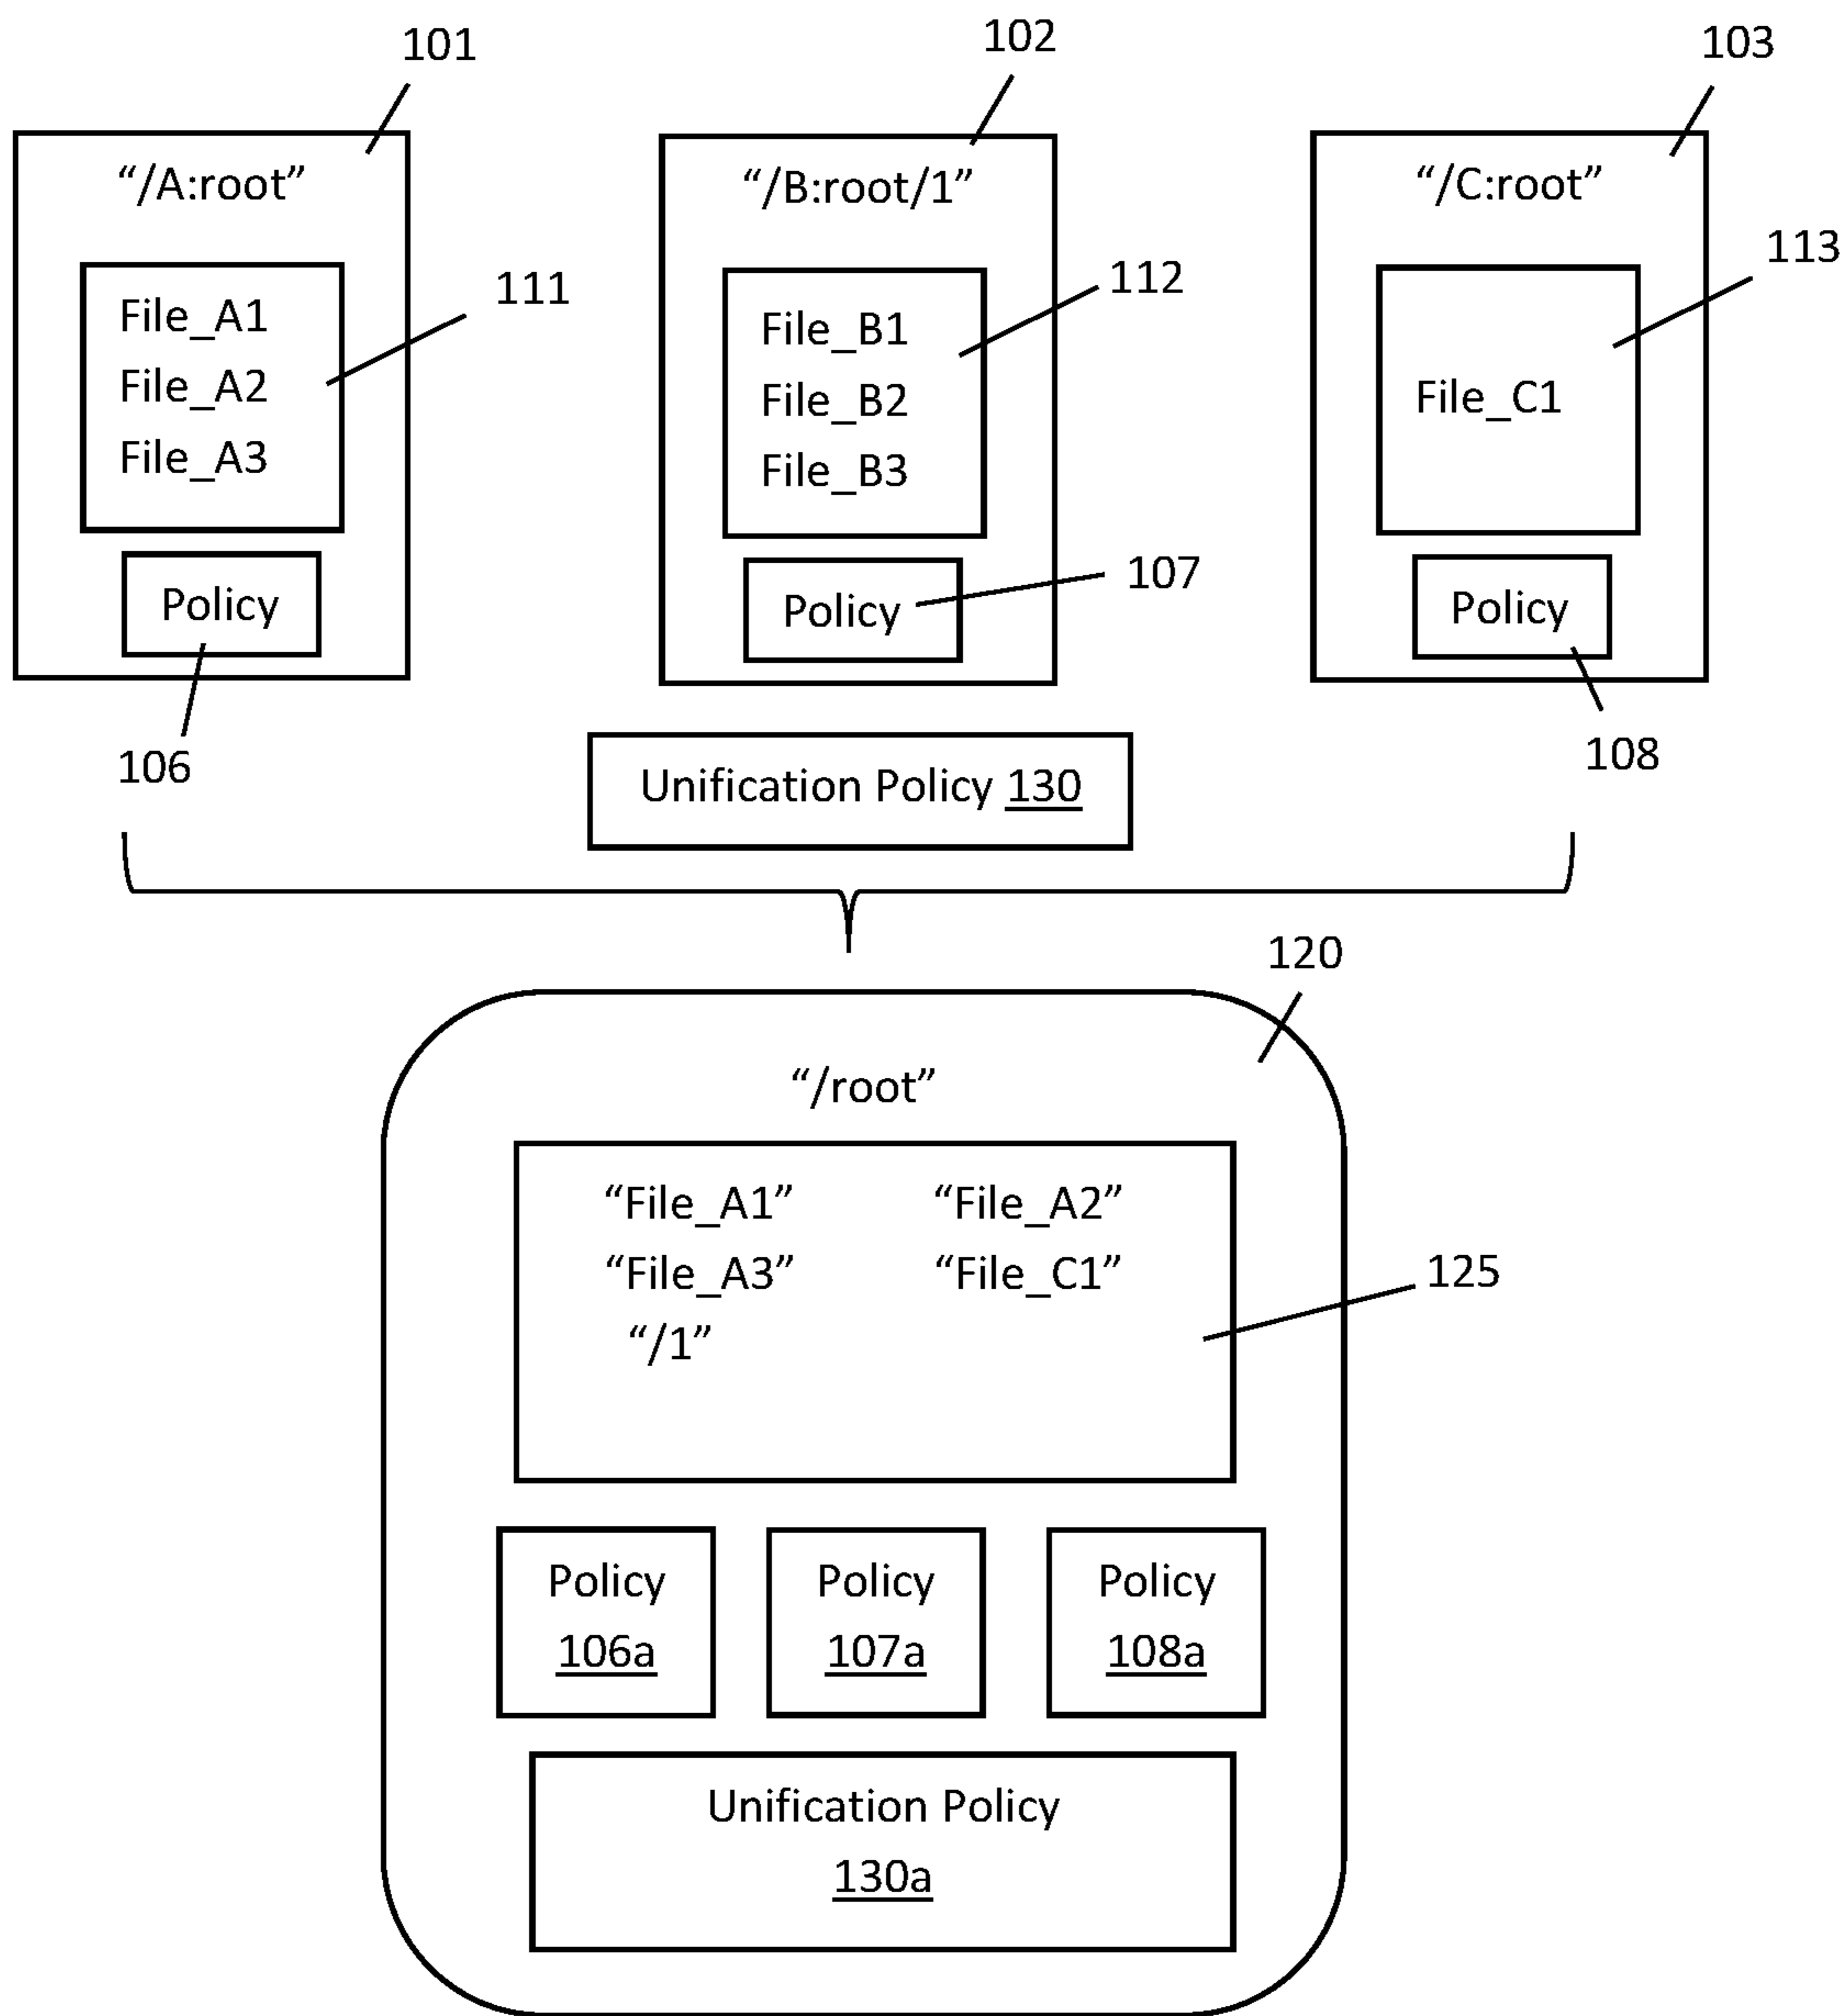 101
102
103
“/A:root”
“/B:root/1”
“/C:root”
File_A1
File_A2
File_A3
111
File_B1
File_B2
File_B3
112
File_C1
113
Policy
106
Policy
107
Policy
108
Unification Policy 130
120
“/root”
“File_A1” “File_A2”
“File_A3” “File_C1”
“/1”
125
Policy
106a
Policy
107a
Policy
108a
Unification Policy
130a